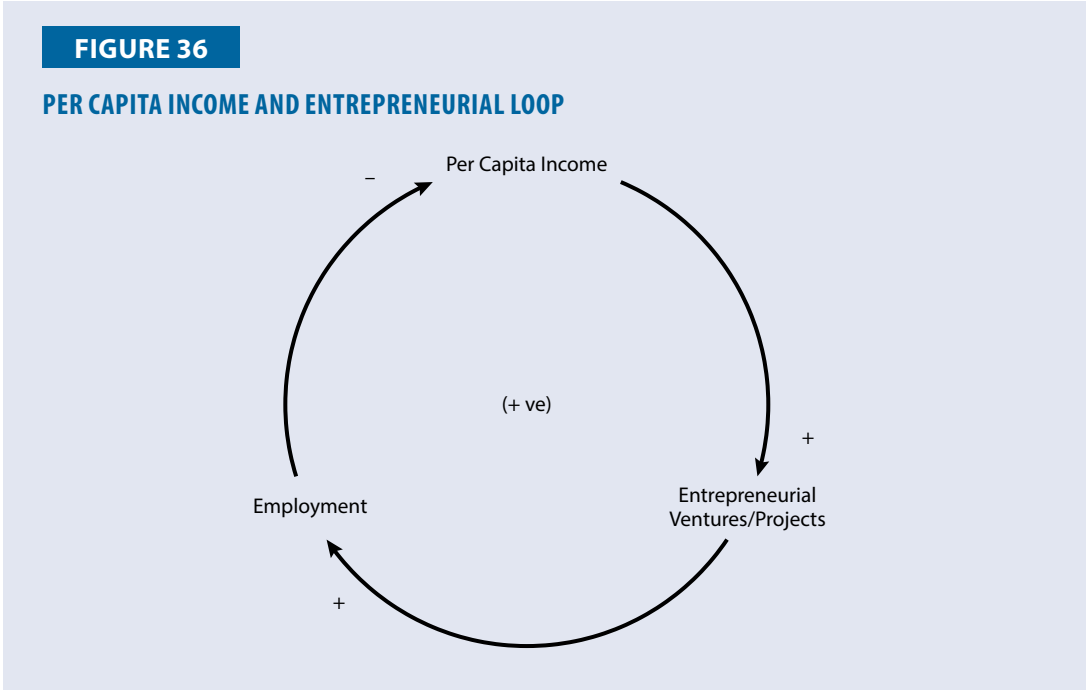 FIGURE 36
PER CAPITA INCOME AND ENTREPRENEURIAL LOOP
Per Capita Income
–
(+ ve)
+
Entrepreneurial
Ventures/Projects
Employment
+